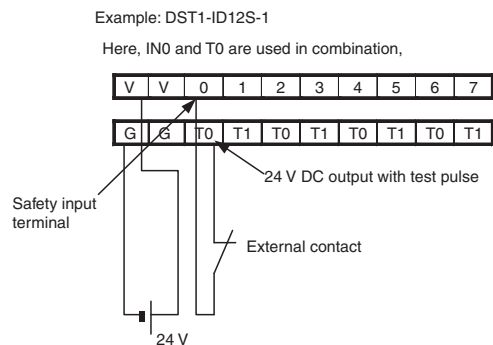 Example: DST1-ID12S-1
Here, IN0 and T0 are used in combination,
V V 0 1 2 3 4 5 6 7
G G T0 T1 T0 T1 T0 T1 T0 T1
24 V DC output with test pulse
Safety input
terminal
External contact
24 V